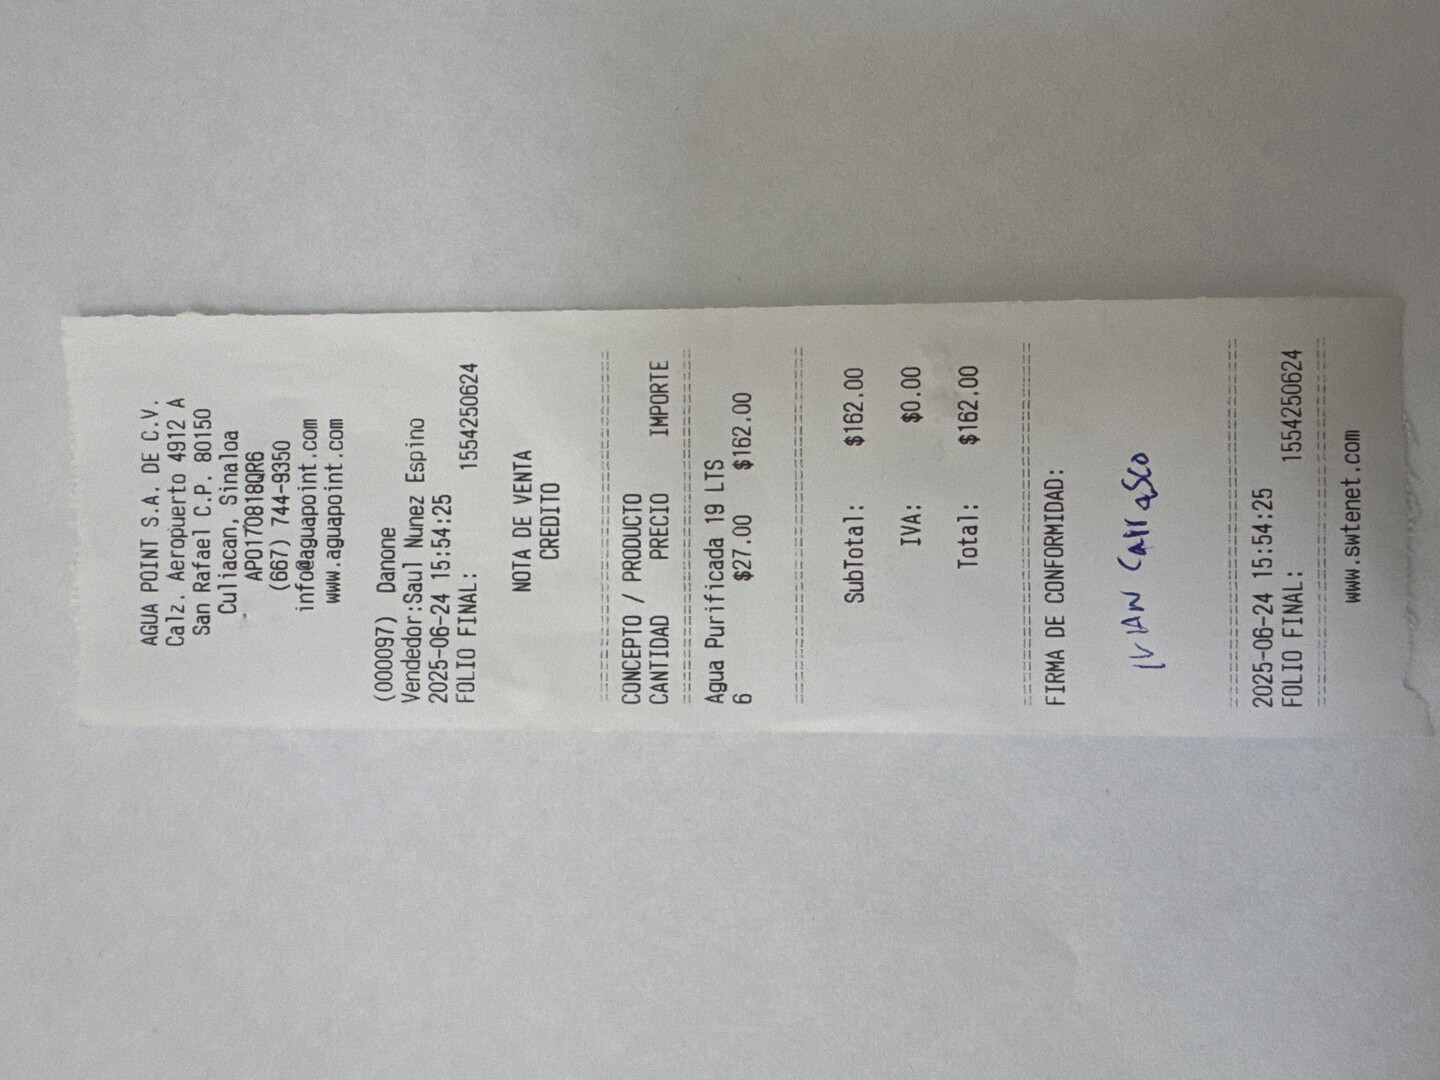 AGUA POINT S.A. DE C.V.
Calz. Aeropuerto 4912 A
San Rafael C.P. 80150
Culiacan, Sinaloa
APO170818QR6
(667) 744-9350
info@aguapoint.com
www.aguapoint.com
(000097) Danone
Vendedor:Saul Nunez Espino
2025-06-24 15:54:25
FOLIO FINAL: 1554250624
NOTA DE VENTA
CREDITO
CONCEPTO / PRODUCTO
CANTIDAD PRECIO IMPORTE
Agua Purificada 19 LTS
6 $27.00 $162.00
SubTotal: $162.00
IVA: $0.00
Total: $162.00
FIRMA DE CONFORMIDAD:
IVAN Carrasco
2025-06-24 15:54:25
FOLIO FINAL: 1554250624
www.swtenet.com